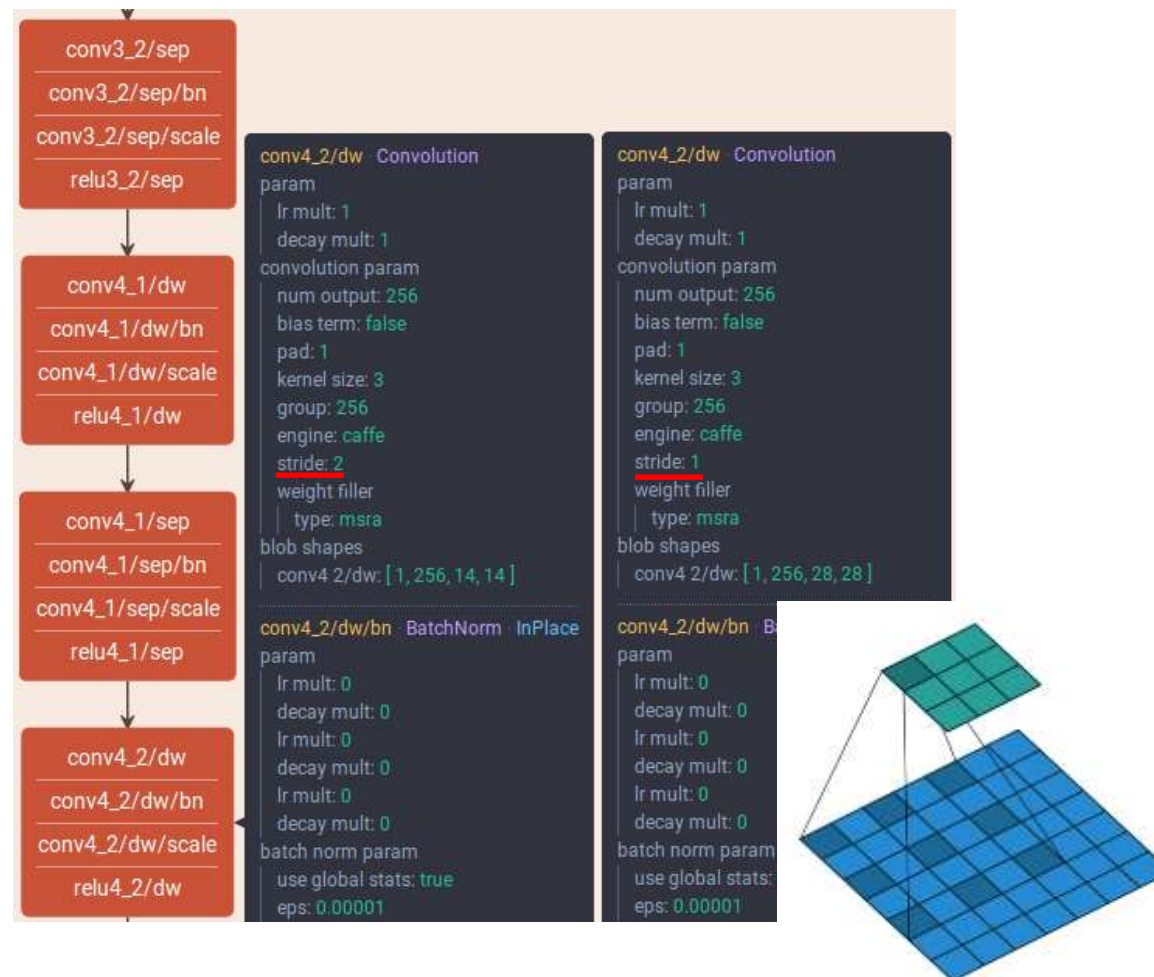 conv3_2/sep
conv3_2/sep/bn
conv3_2/sep/scale
relu3_2/sep
conv4_1/dw
conv4_1/dw/bn
conv4_1/dw/scale
relu4_1/dw
conv4_1/sep
conv4_1/sep/bn
conv4_1/sep/scale
relu4_1/sep
conv4_2/dw
conv4_2/dw/bn
conv4_2/dw/scale
relu4_2/dw
conv4_2/dw · Convolution
param
lr mult: 1
decay mult: 1
convolution param
num output: 256
bias term: false
pad: 1
kernel size: 3
group: 256
engine: caffe
stride: 2
weight filler
type: msra
blob shapes
conv4 2/dw: [ 1, 256, 14, 14 ]
conv4_2/dw/bn · BatchNorm · InPlace
param
lr mult: 0
decay mult: 0
lr mult: 0
decay mult: 0
lr mult: 0
decay mult: 0
batch norm param
use global stats: true
eps: 0.00001
conv4_2/dw · Convolution
param
lr mult: 1
decay mult: 1
convolution param
num output: 256
bias term: false
pad: 1
kernel size: 3
group: 256
engine: caffe
stride: 1
weight filler
type: msra
blob shapes
conv4 2/dw: [ 1, 256, 28, 28 ]
conv4_2/dw/bn · Ba
param
lr mult: 0
decay mult: 0
lr mult: 0
decay mult: 0
lr mult: 0
decay mult: 0
batch norm param
use global stats:
eps: 0.00001